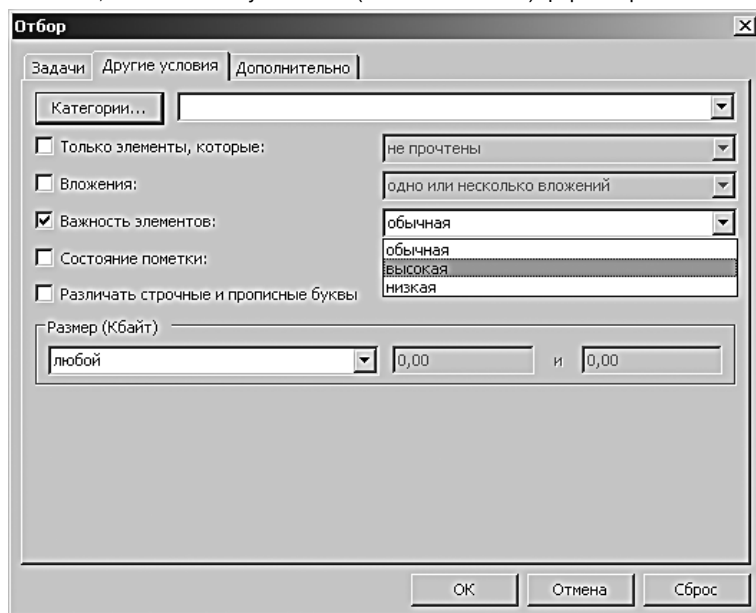 Отбор
Задачи Другие условия Дополнительно
Категории...
Только элементы, которые: не прочтены
Вложения: одно или несколько вложений
Важность элементов: обычная
обычная
Состояние пометки: высокая
низкая
Различать строчные и прописные буквы
Размер (Кбайт)
любой 0,00 и 0,00
ОК Отмена Сброс